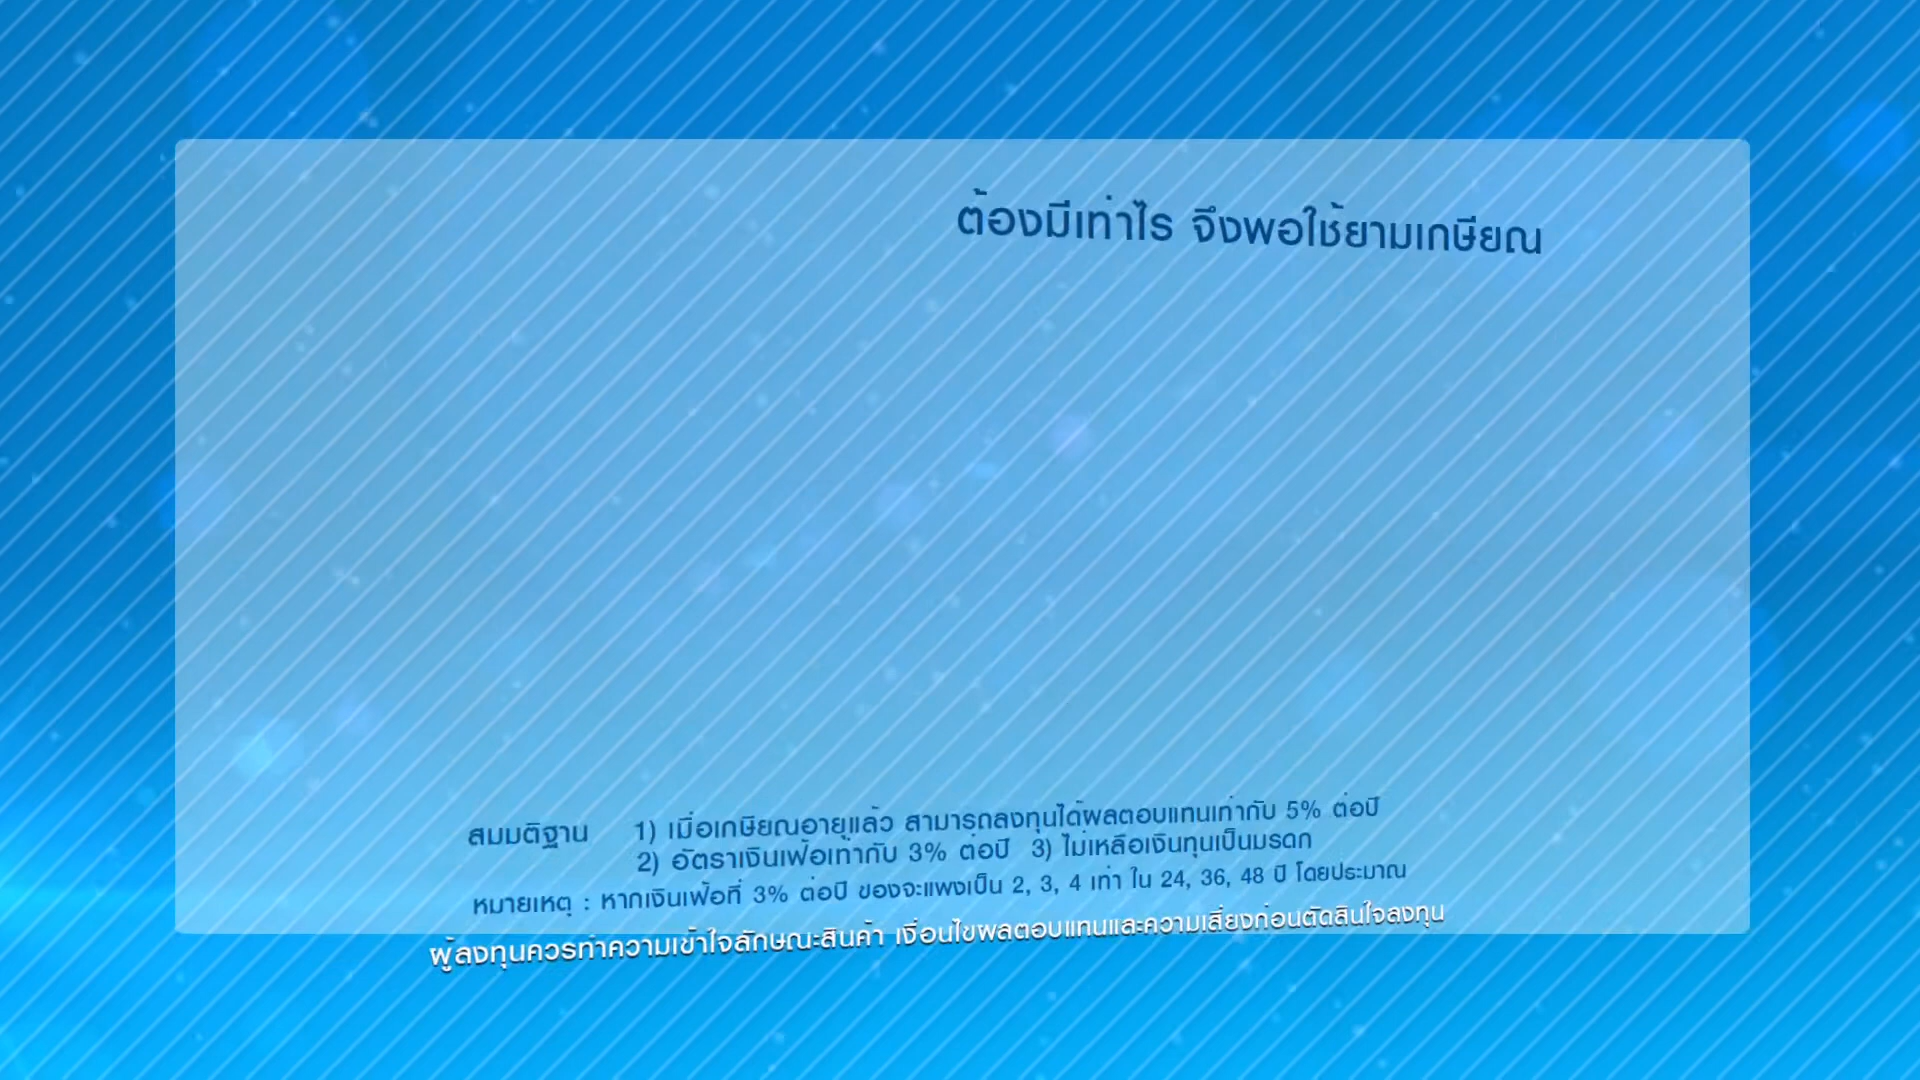 ต้องมีเท่าไร จึงพอใช้ยามเกษียณ
สมมติฐาน 1) เมื่อเกษียณอายุแล้ว สามารถลงทุนได้ผลตอบแทนเท่ากับ 5% ต่อปี
2) อัตราเงินเฟ้อเท่ากับ 3% ต่อปี 3) ไม่เหลือเงินทุนเป็นมรดก
หมายเหตุ : หากเงินเฟ้อที่ 3% ต่อปี ของจะแพงเป็น 2, 3, 4 เท่า ใน 24, 36, 48 ปี โดยประมาณ
ผู้ลงทุนควรทำความเข้าใจลักษณะสินค้า เงื่อนไขผลตอบแทนและความเสี่ยงก่อนตัดสินใจลงทุน